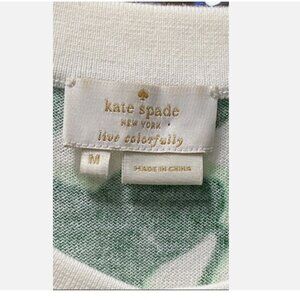 kate spade
NEW YORK
live colorfully
M
MADE IN CHINA